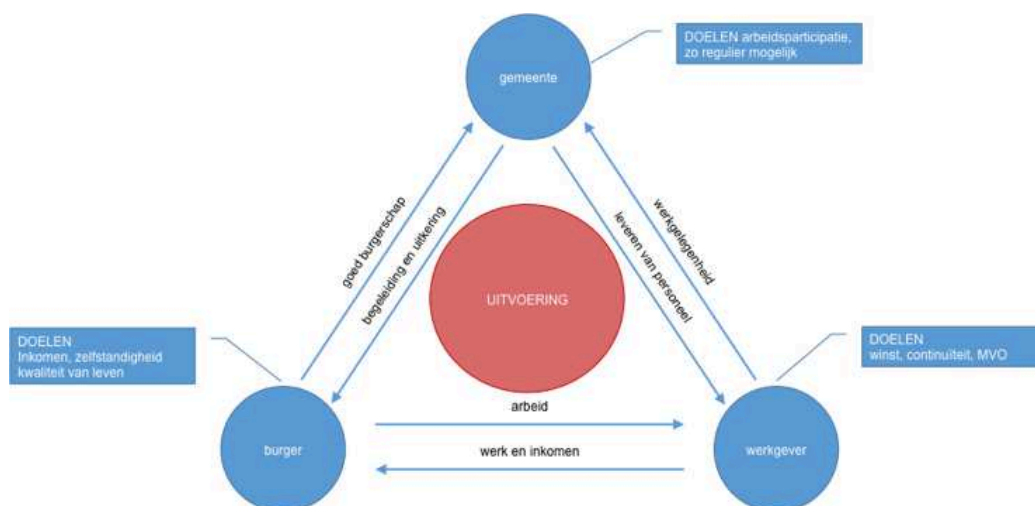 DOELEN arbeidsparticipatie,
zo regulier mogelijk
gemeente
goed burgerschap
begeleiding en uitkering
leveren van personeel
werkgelegenheid
UITVOERING
DOELEN
Inkomen, zelfstandigheid
kwaliteit van leven
DOELEN
winst, continuïteit, MVO
arbeid
burger
werk en inkomen
werkgever